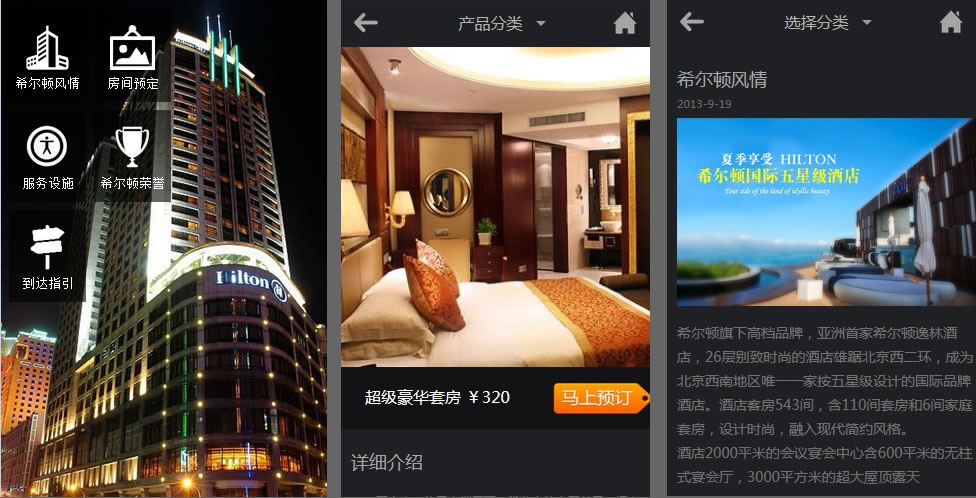 希尔顿风情
房间预定
服务设施
希尔顿荣誉
到达指引
Hilton
产品分类
超级豪华套房 ￥320
马上预订
详细介绍
选择分类
希尔顿风情
2013-9-19
夏季享受 HILTON
希尔顿国际五星级酒店
Your side of the land of idyllic beauty
希尔顿旗下高档品牌，亚洲首家希尔顿逸林酒
店，26层别致时尚的酒店雄踞北京西二环，成为
北京西南地区唯一一家按五星级设计的国际品牌
酒店。酒店客房543间，含110间套房和6间家庭
套房，设计时尚，融入现代简约风格。
酒店2000平米的会议宴会中心含600平米的无柱
式宴会厅，3000平方米的超大屋顶露天